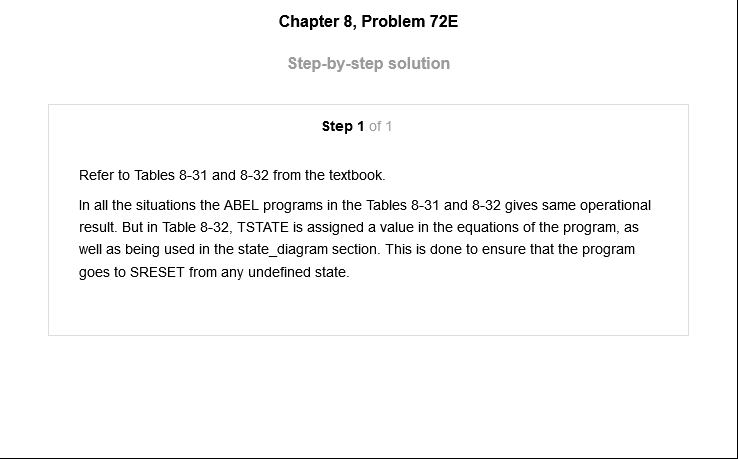 Chapter 8, Problem 72E
Step-by-step solution
Step 1 of 1
Refer to Tables 8-31 and 8-32 from the textbook.
In all the situations the ABEL programs in the Tables 8-31 and 8-32 gives same operational
result. But in Table 8-32, TSTATE is assigned a value in the equations of the program, as
well as being used in the state_diagram section. This is done to ensure that the program
goes to SRESET from any undefined state.